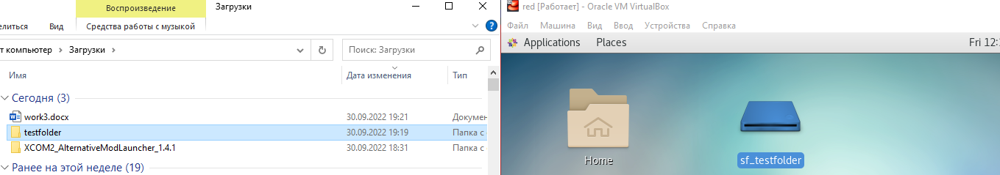 Воспроизведение
Загрузки
елиться
Вид
Средства работы с музыкой
т компьютер
Загрузки
Поиск: Загрузки
Имя
Дата изменения
Тип
Сегодня (3)
work3.docx
30.09.2022 19:21
Докумен
testfolder
30.09.2022 19:19
Папка с
XCOM2_AlternativeModLauncher_1.4.1
30.09.2022 18:31
Папка с
Ранее на этой неделе (19)
red [Работает] - Oracle VM VirtualBox
Файл Машина Вид Ввод Устройства Справка
Applications Places
Fri 12:
Home
sf_testfolder